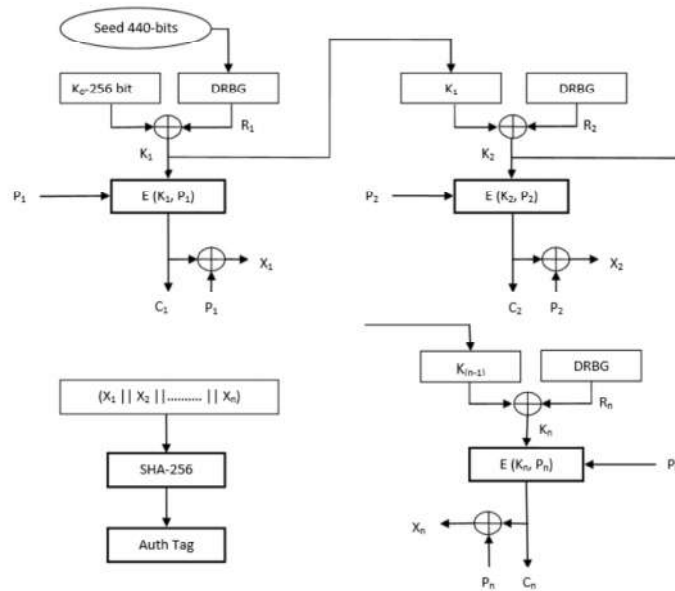 Seed 440-bits
K₀-256 bit
DRBG
R₁
K₁
P₁
E (K₁, P₁)
X₁
C₁
P₁
K₁
DRBG
R₂
K₂
P₂
E (K₂, P₂)
X₂
C₂
P₂
(X₁ || X₂ ||.......... || Xₙ)
SHA-256
Auth Tag
K₍ₙ₋₁₎
DRBG
Rₙ
Kₙ
E (Kₙ, Pₙ)
P
Xₙ
Pₙ
Cₙ